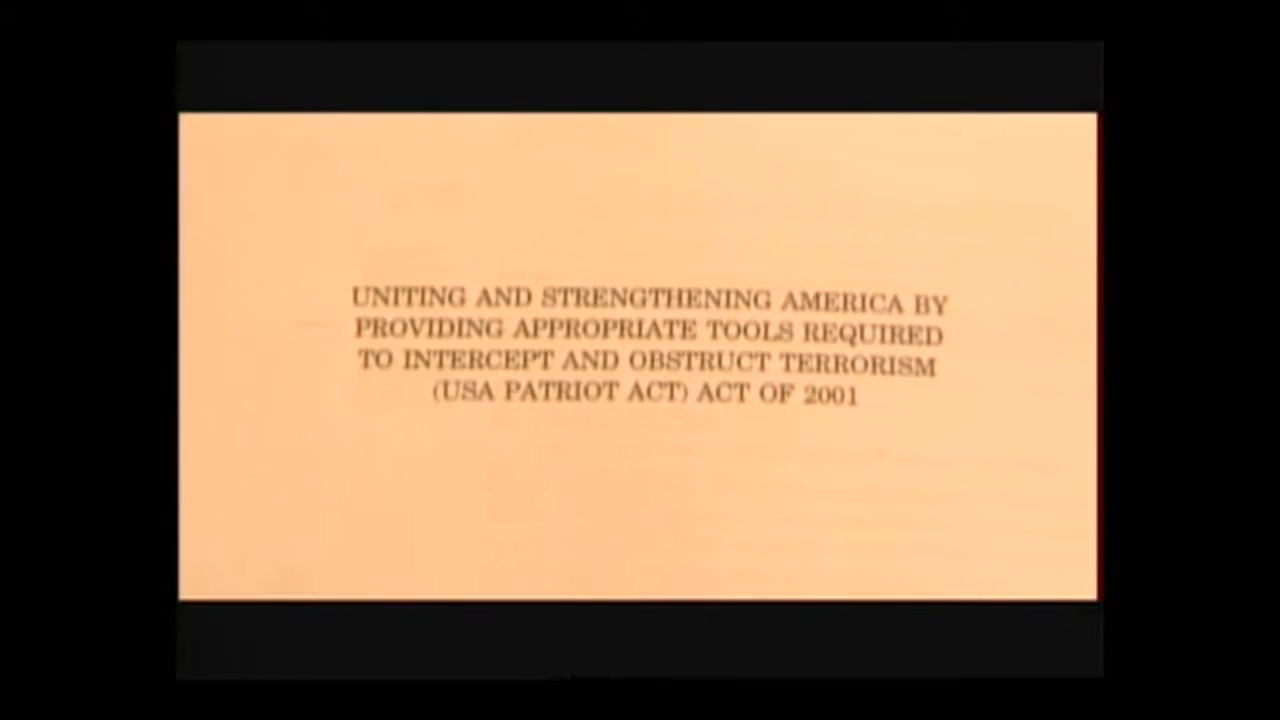 UNITING AND STRENGTHENING AMERICA BY
PROVIDING APPROPRIATE TOOLS REQUIRED
TO INTERCEPT AND OBSTRUCT TERRORISM
(USA PATRIOT ACT) ACT OF 2001